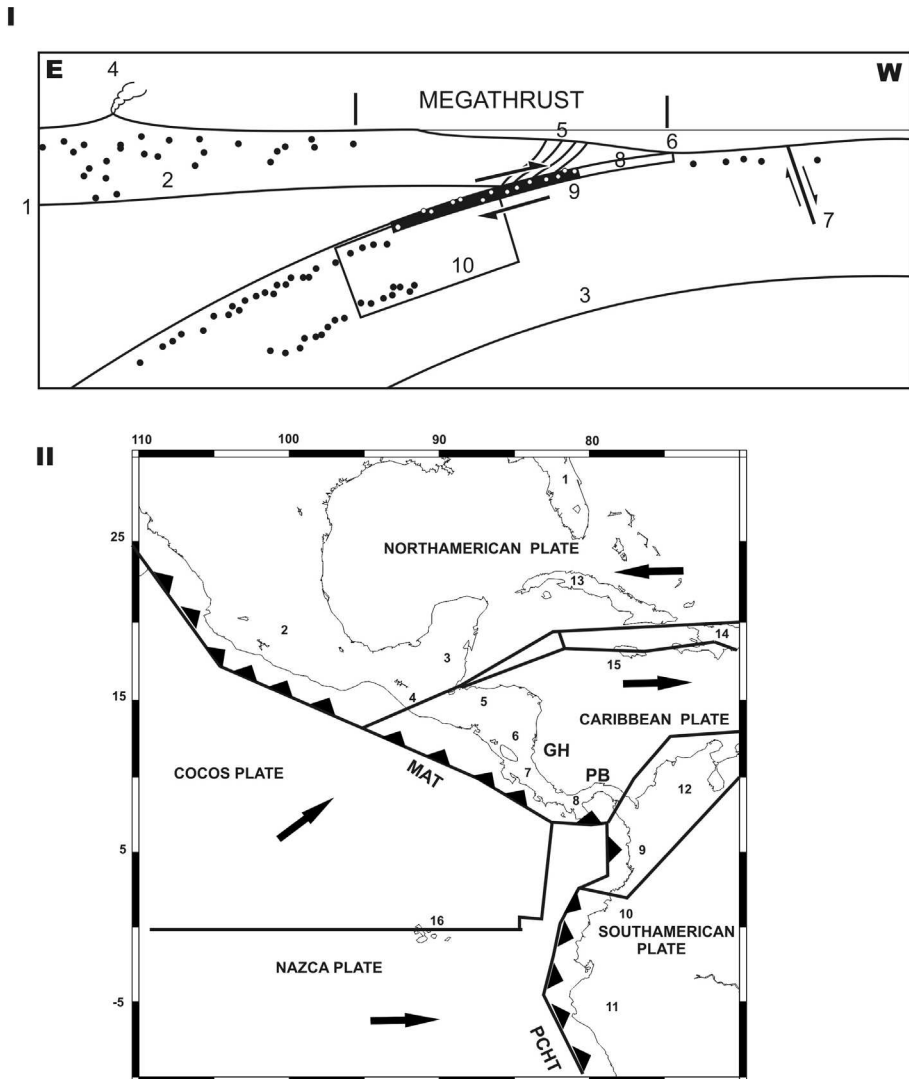 I
E
W
4
MEGATHRUST
5
6
8
2
1
9
7
10
3
II
110
100
90
80
1
25
NORTHAMERICAN PLATE
13
2
14
3
15
4
15
5
CARIBBEAN PLATE
6
GH
COCOS PLATE
7
PB
12
MAT
8
5
9
10
16
SOUTHAMERICAN
PLATE
NAZCA PLATE
-5
11
PCHT